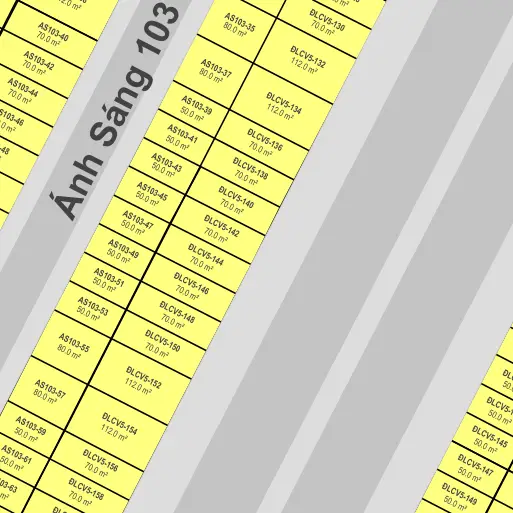 AS103-40
70.0 m²
AS103-42
70.0 m²
AS103-44
70.0 m²
Ánh Sáng 103
AS103-35
80.0 m²
AS103-37
80.0 m²
AS103-39
50.0 m²
AS103-41
50.0 m²
AS103-43
50.0 m²
AS103-45
50.0 m²
AS103-47
50.0 m²
AS103-49
50.0 m²
AS103-51
50.0 m²
AS103-53
50.0 m²
AS103-55
80.0 m²
AS103-57
80.0 m²
AS103-59
50.0 m²
AS103-61
50.0 m²
ĐLCV5-130
70.0 m²
ĐLCV5-132
112.0 m²
ĐLCV5-134
112.0 m²
ĐLCV5-136
70.0 m²
ĐLCV5-138
70.0 m²
ĐLCV5-140
70.0 m²
ĐLCV5-142
70.0 m²
ĐLCV5-144
70.0 m²
ĐLCV5-146
70.0 m²
ĐLCV5-148
70.0 m²
ĐLCV5-150
70.0 m²
ĐLCV5-152
112.0 m²
ĐLCV5-154
112.0 m²
ĐLCV5-156
70.0 m²
ĐLCV5-158
70.0 m²
ĐLCV5-145
50.0 m²
ĐLCV5-147
50.0 m²
ĐLCV5-149
50.0 m²